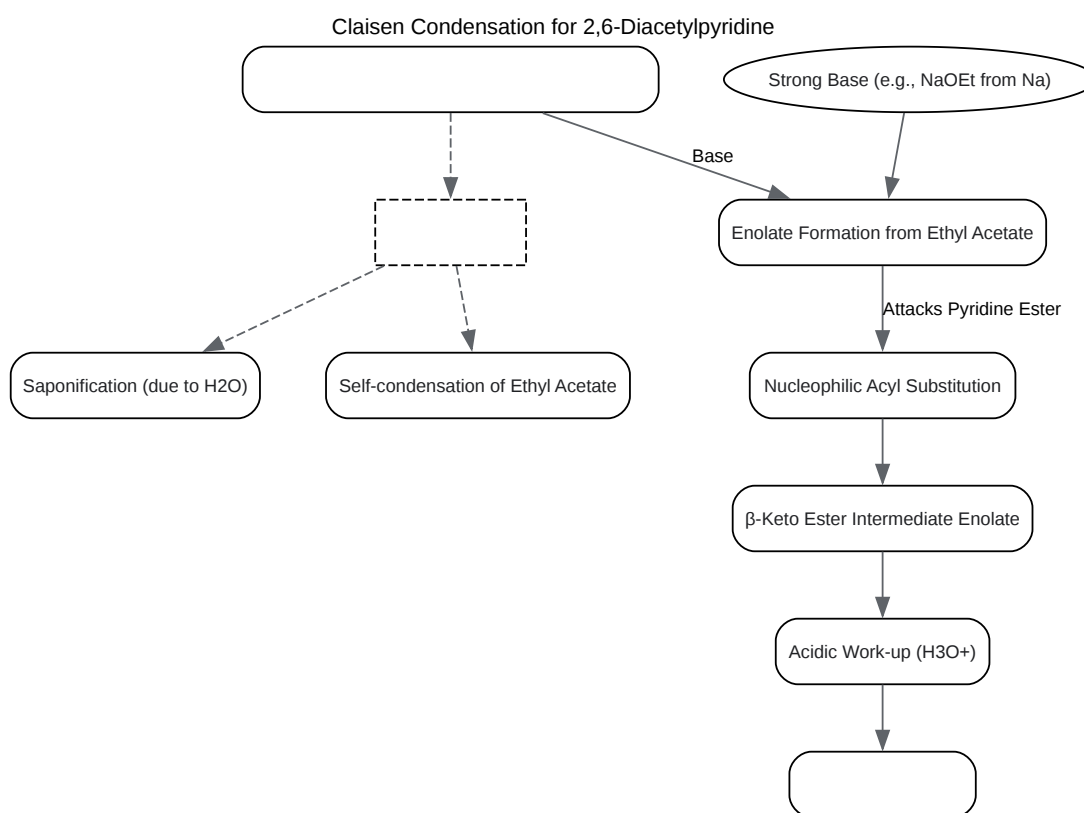 Claisen Condensation for 2,6-Diacetylpyridine
Strong Base (e.g., NaOEt from Na)
Base
Enolate Formation from Ethyl Acetate
Attacks Pyridine Ester
Saponification (due to H2O)
Self-condensation of Ethyl Acetate
Nucleophilic Acyl Substitution
β-Keto Ester Intermediate Enolate
Acidic Work-up (H3O+)